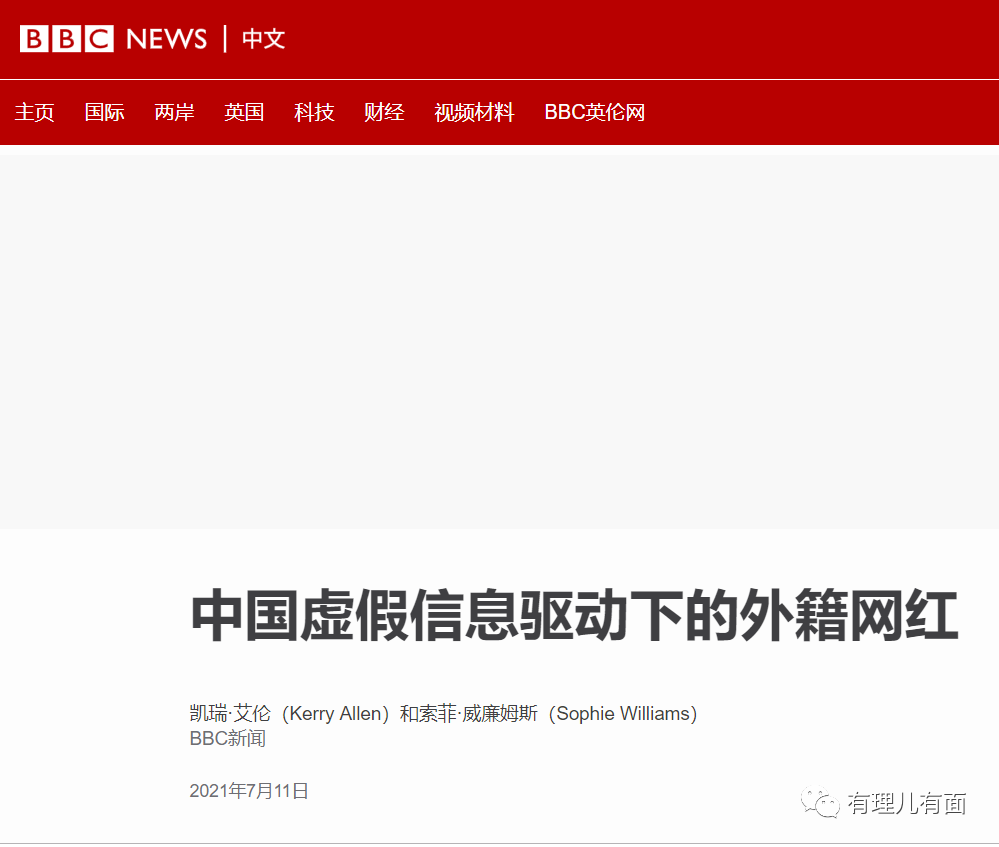 BBC NEWS | 中文
主页 国际 两岸 英国 科技 财经 视频材料 BBC英伦网
中国虚假信息驱动下的外籍网红
凯瑞·艾伦（Kerry Allen）和索菲·威廉姆斯（Sophie Williams）
BBC新闻
2021年7月11日
有理儿有面